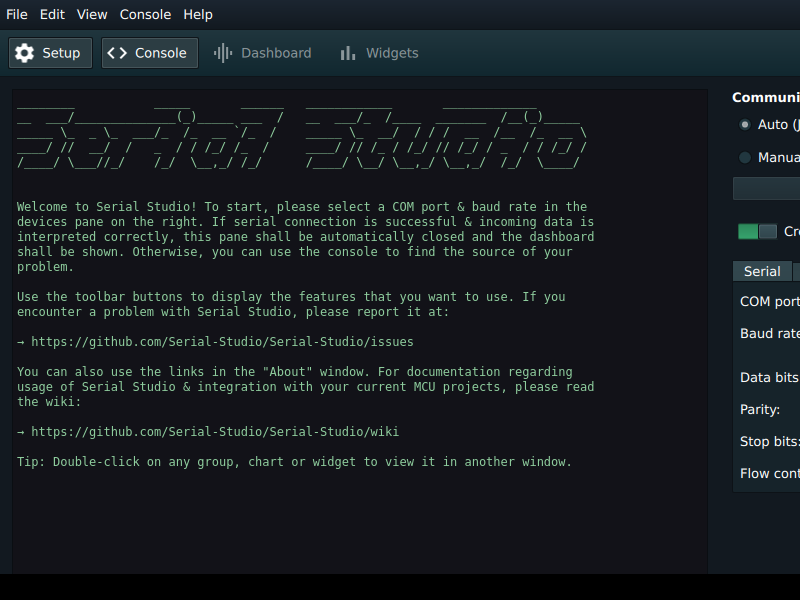 File Edit View Console Help
Setup Console Dashboard Widgets
Welcome to Serial Studio! To start, please select a COM port & baud rate in the
devices pane on the right. If serial connection is successful & incoming data is
interpreted correctly, this pane shall be automatically closed and the dashboard
shall be shown. Otherwise, you can use the console to find the source of your
problem.
Use the toolbar buttons to display the features that you want to use. If you
encounter a problem with Serial Studio, please report it at:
→ https://github.com/Serial-Studio/Serial-Studio/issues
You can also use the links in the "About" window. For documentation regarding
usage of Serial Studio & integration with your current MCU projects, please read
the wiki:
→ https://github.com/Serial-Studio/Serial-Studio/wiki
Tip: Double-click on any group, chart or widget to view it in another window.
Communi
Auto (J
Manua
Cre
Serial
COM port
Baud rate
Data bits
Parity:
Stop bits:
Flow cont